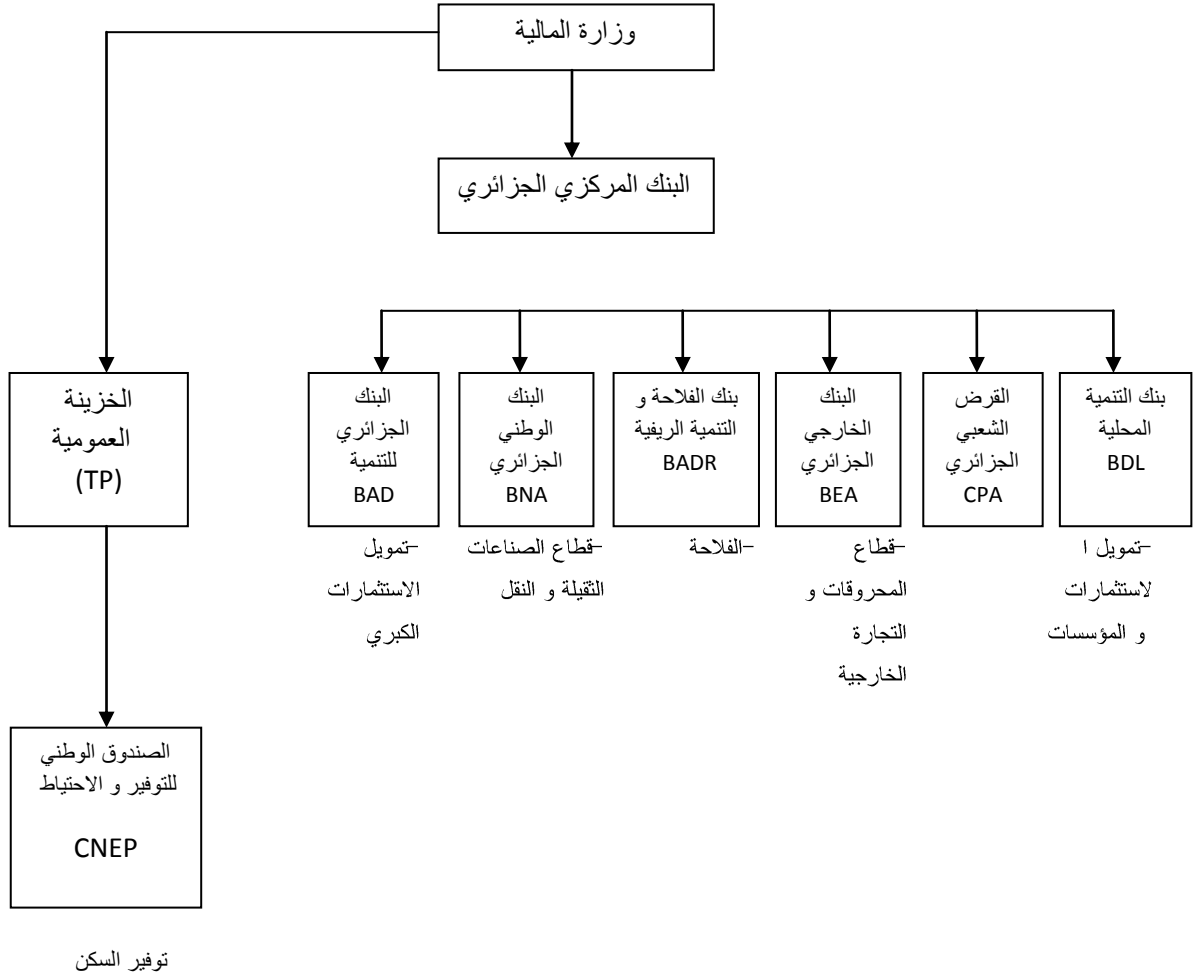 وزارة المالية
البنك المركزي الجزائري
بنك التنمية
المحلية
BDL
القرض
الشعبي
الجزائري
CPA
البنك
الخارجي
الجزائري
BEA
بنك الفلاحة و
التنمية الريفية
BADR
البنك
الوطني
الجزائري
BNA
البنك
الجزائري
للتنمية
BAD
الخزينة
العمومية
(TP)
-تمويل ا
لاستثمارات
و المؤسسات
-قطاع
المحروقات و
التجارة
الخارجية
-الفلاحة
-قطاع الصناعات
الثقيلة و النقل
-تمويل
الاستثمارات
الكبري
الصندوق الوطني
للتوفير و الاحتياط
CNEP
توفير السكن